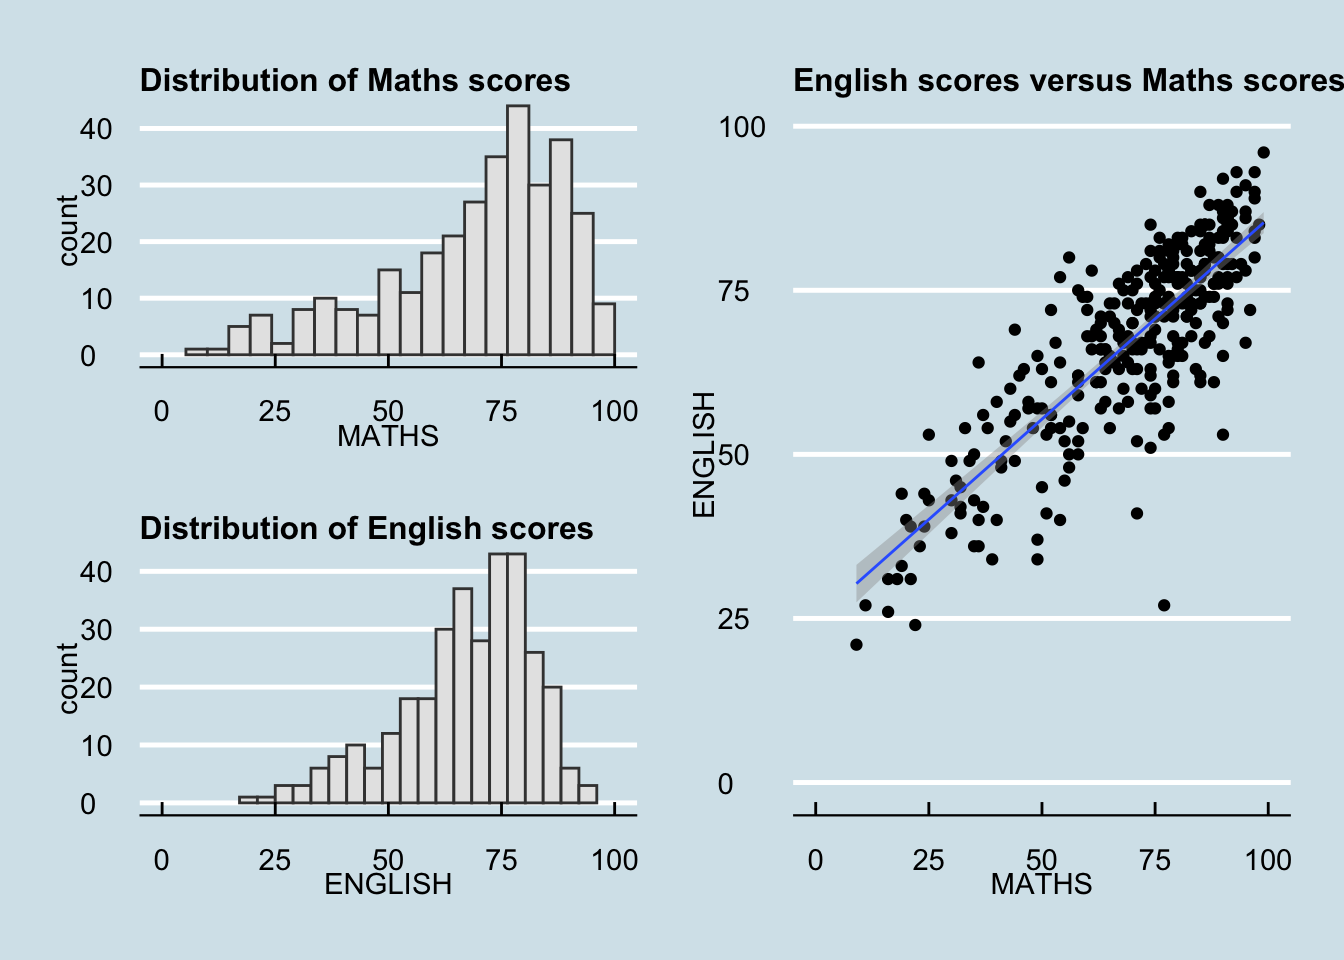 Distribution of Maths scores
40
30
20
10
0
count
0 25 50 75 100
MATHS
Distribution of English scores
40
30
20
10
0
count
0 25 50 75 100
ENGLISH
English scores versus Maths scores
100
75
50
25
0
ENGLISH
0 25 50 75 100
MATHS